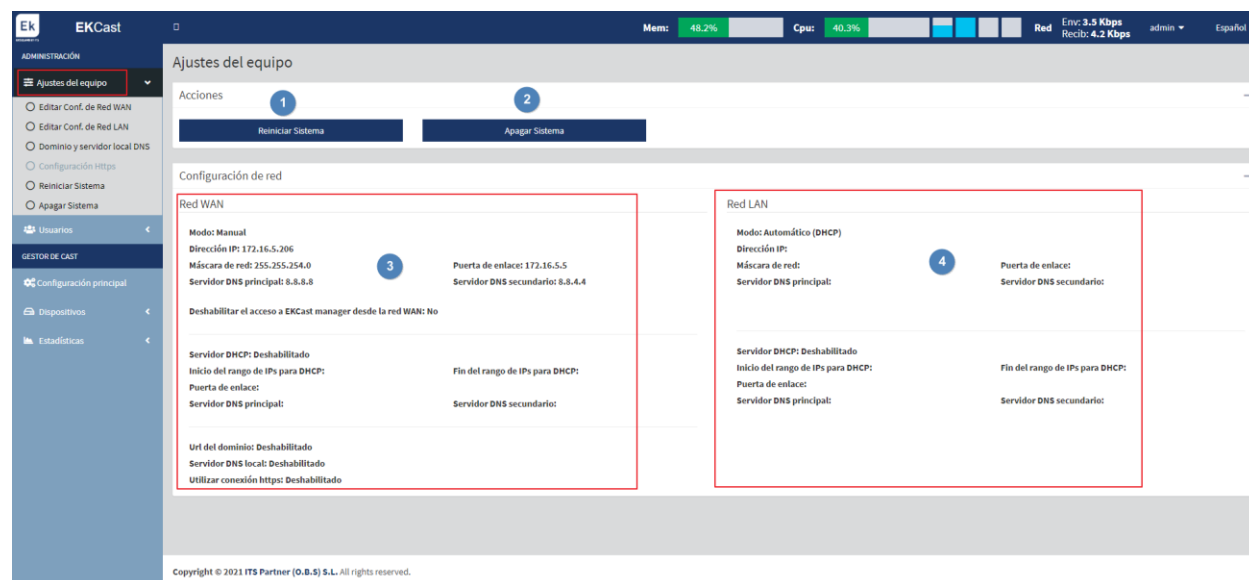 Ek
EKCast
Mem: 48.2% Cpu: 40.3% Red Env: 3.5 Kbps Recib: 4.2 Kbps admin Español
ADMINISTRACIÓN
Ajustes del equipo
Editar Conf. de Red WAN
Editar Conf. de Red LAN
Dominio y servidor local DNS
Configuración Https
Reiniciar Sistema
Apagar Sistema
Usuarios
GESTOR DE CAST
Configuración principal
Dispositivos
Estadísticas
Ajustes del equipo
Acciones
1
2
Reiniciar Sistema
Apagar Sistema
Configuración de red
Red WAN
Modo: Manual
Dirección IP: 172.16.5.206
Máscara de red: 255.255.254.0
3
Puerta de enlace: 172.16.5.5
Servidor DNS principal: 8.8.8.8
Servidor DNS secundario: 8.8.4.4
Deshabilitar el acceso a EKCast manager desde la red WAN: No
Servidor DHCP: Deshabilitado
Inicio del rango de IPs para DHCP:
Fin del rango de IPs para DHCP:
Puerta de enlace:
Servidor DNS principal:
Servidor DNS secundario:
Url del dominio: Deshabilitado
Servidor DNS local: Deshabilitado
Utilizar conexión https: Deshabilitado
Red LAN
Modo: Automático (DHCP)
Dirección IP:
Máscara de red:
4
Puerta de enlace:
Servidor DNS principal:
Servidor DNS secundario:
Servidor DHCP: Deshabilitado
Inicio del rango de IPs para DHCP:
Fin del rango de IPs para DHCP:
Puerta de enlace:
Servidor DNS principal:
Servidor DNS secundario:
Copyright © 2021 ITS Partner (O.B.S) S.L. All rights reserved.